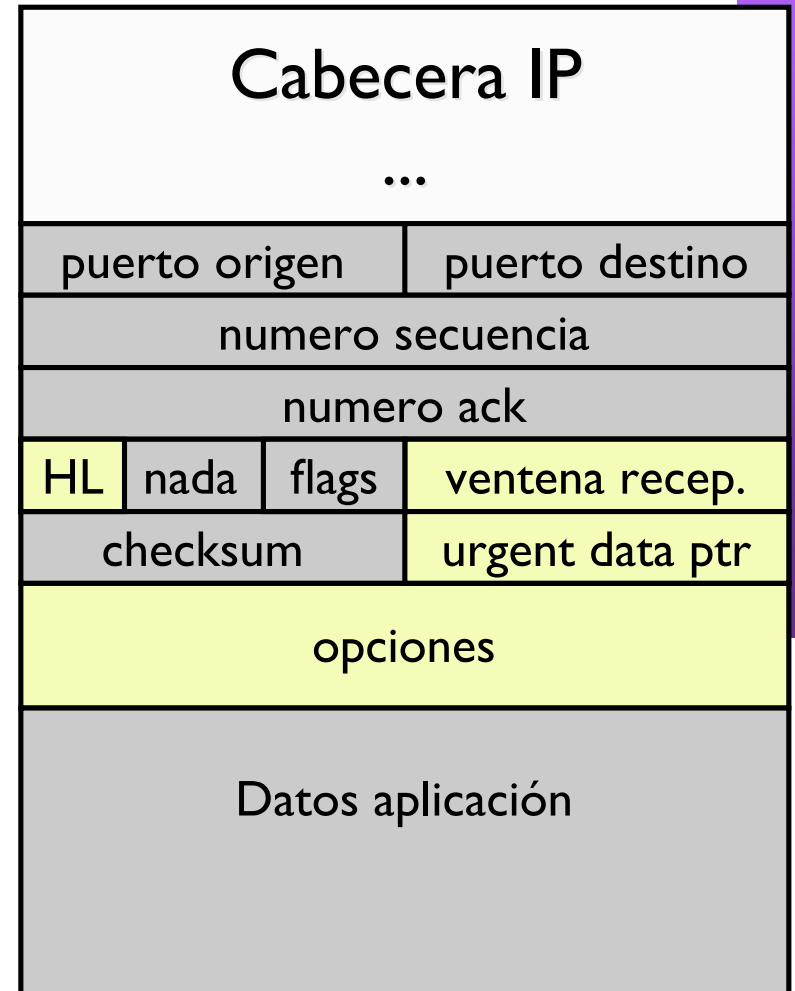 Cabecera IP
...
puerto origen puerto destino
numero secuencia
numero ack
HL nada flags ventena recep.
checksum urgent data ptr
opciones
Datos aplicación